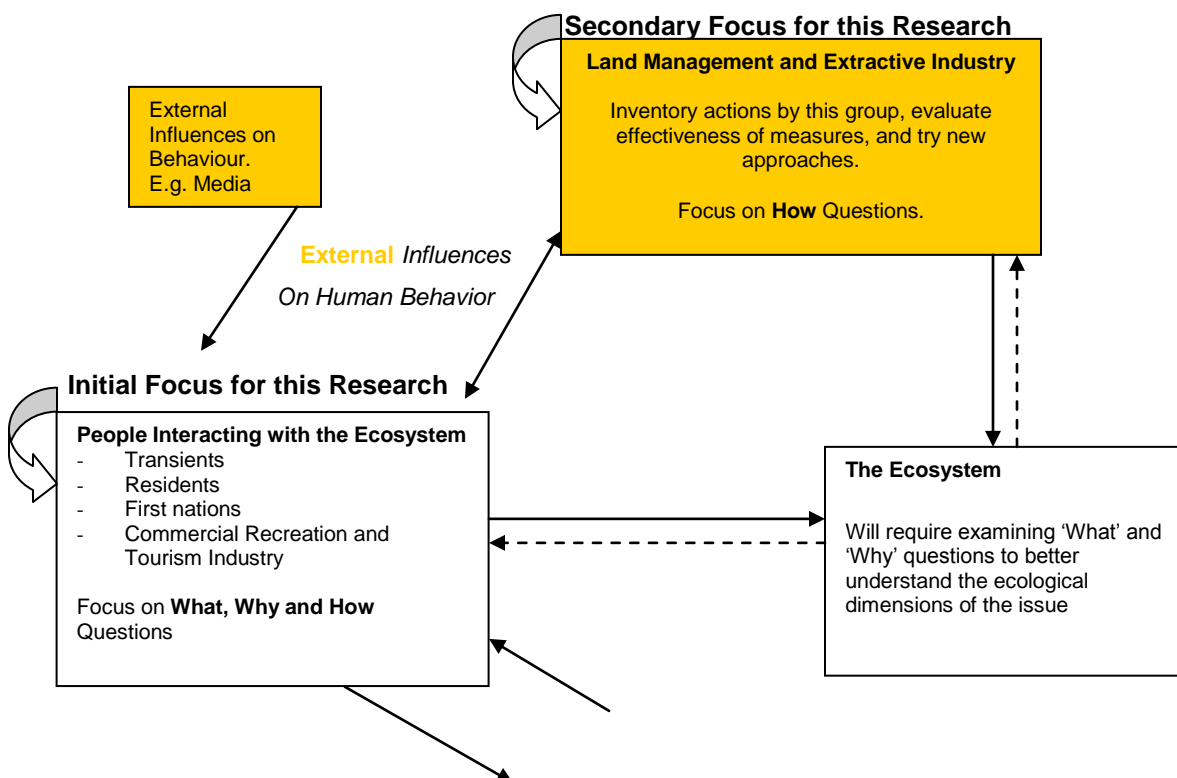 Secondary Focus for this Research
Land Management and Extractive Industry
Inventory actions by this group, evaluate
effectiveness of measures, and try new
approaches.
Focus on How Questions.
External
Influences on
Behaviour.
E.g. Media
External Influences
On Human Behavior
Initial Focus for this Research
People Interacting with the Ecosystem
- Transients
- Residents
- First nations
- Commercial Recreation and
Tourism Industry
Focus on What, Why and How
Questions
The Ecosystem
Will require examining ‘What’ and
‘Why’ questions to better
understand the ecological
dimensions of the issue